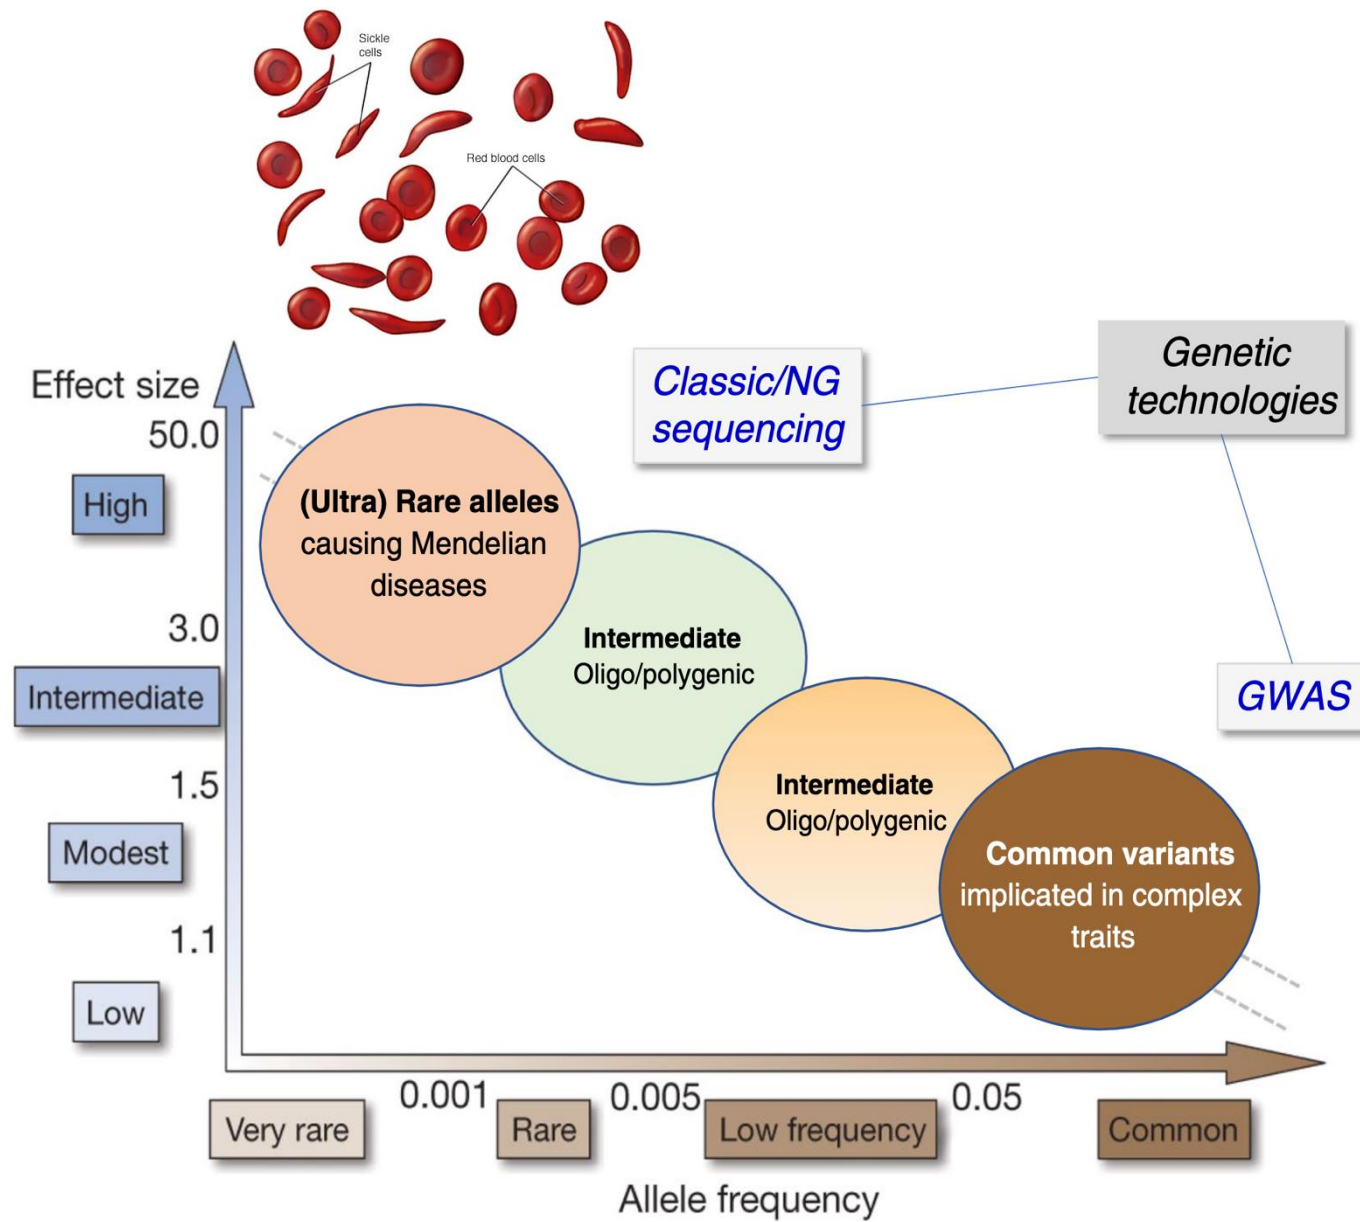 Sickle
cells
Red blood cells
Effect size
50.0
High
3.0
Intermediate
1.5
Modest
1.1
Low
Classic/NG
sequencing
Genetic
technologies
GWAS
(Ultra) Rare alleles
causing Mendelian
diseases
Intermediate
Oligo/polygenic
Intermediate
Oligo/polygenic
Common variants
implicated in complex
traits
0.001
0.005
0.05
Very rare
Rare
Low frequency
Common
Allele frequency